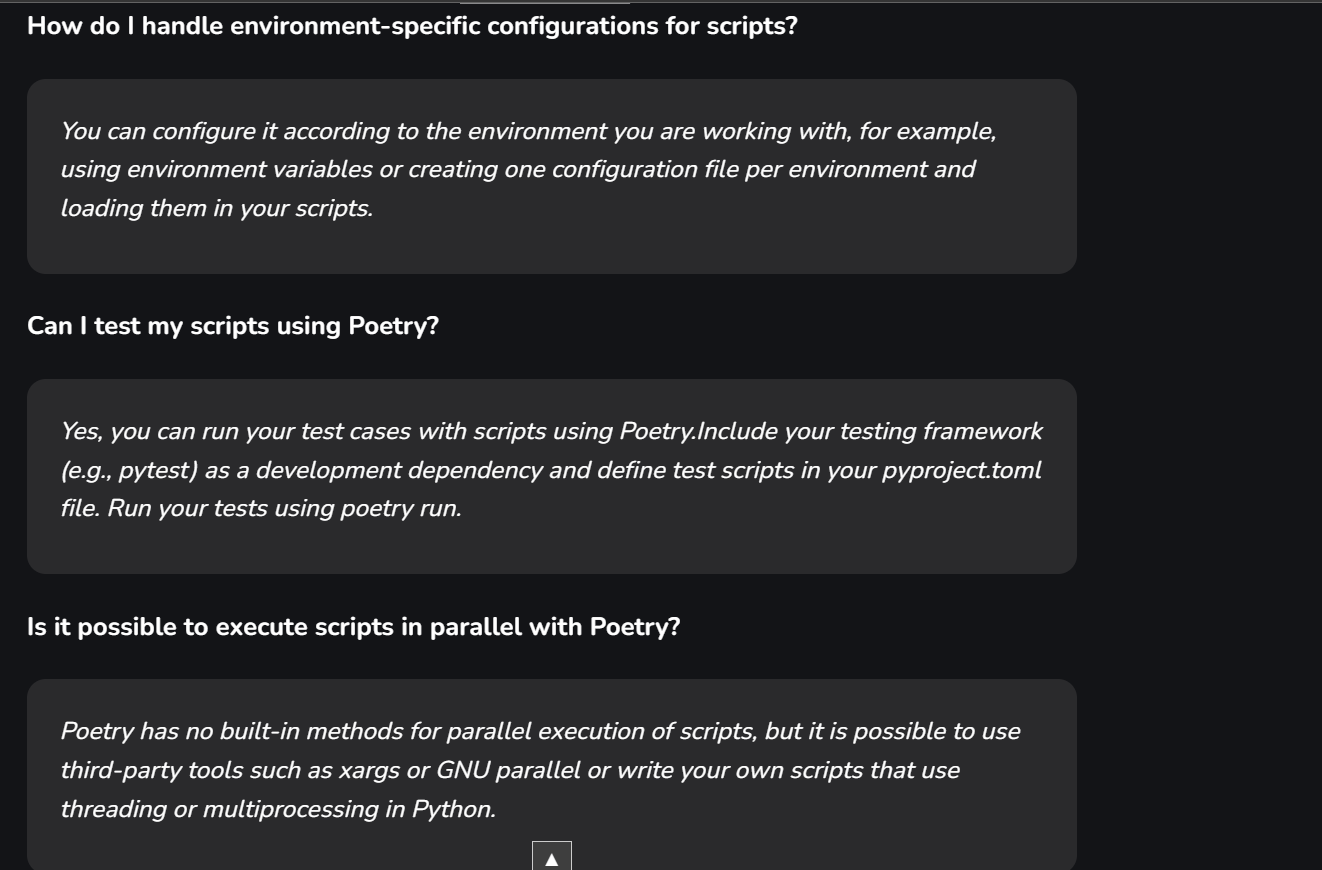 How do I handle environment-specific configurations for scripts?
You can configure it according to the environment you are working with, for example,
using environment variables or creating one configuration file per environment and
loading them in your scripts.
Can I test my scripts using Poetry?
Yes, you can run your test cases with scripts using Poetry.Include your testing framework
(e.g., pytest) as a development dependency and define test scripts in your pyproject.toml
file. Run your tests using poetry run.
Is it possible to execute scripts in parallel with Poetry?
Poetry has no built-in methods for parallel execution of scripts, but it is possible to use
third-party tools such as xargs or GNU parallel or write your own scripts that use
threading or multiprocessing in Python.